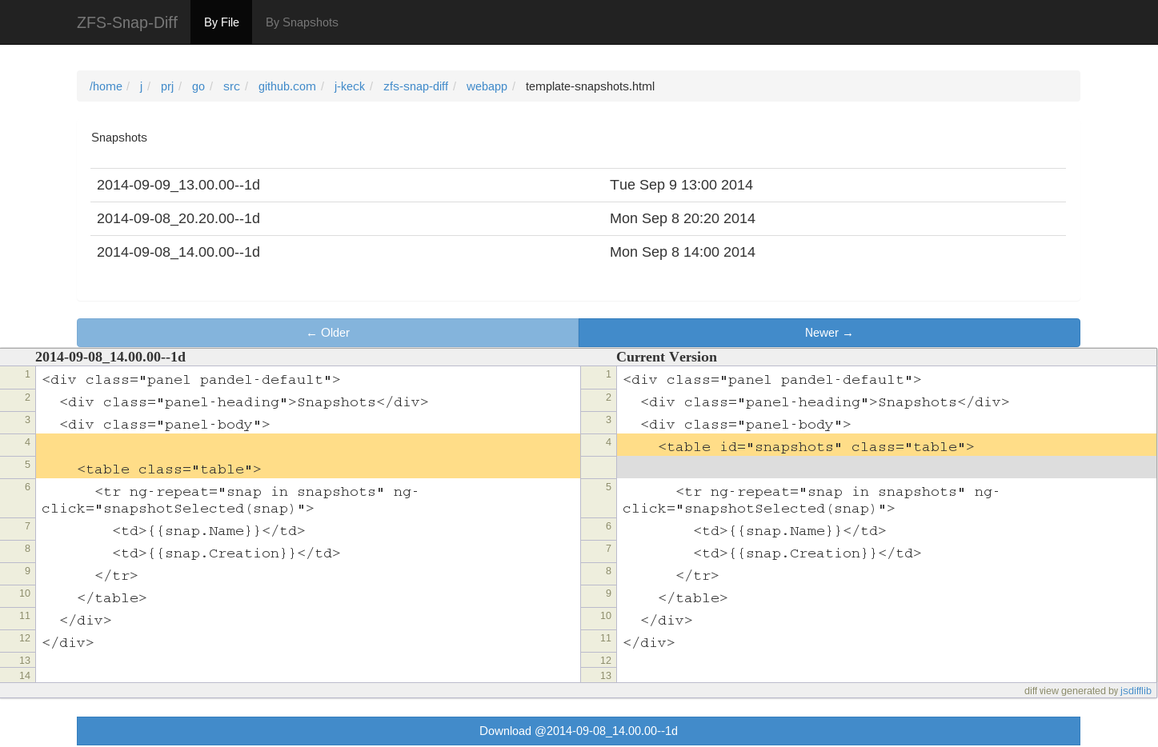 ZFS-Snap-Diff By File By Snapshots
/home / j / prj / go / src / github.com / j-keck / zfs-snap-diff / webapp / template-snapshots.html
Snapshots
2014-09-09_13.00.00--1d Tue Sep 9 13:00 2014
2014-09-08_20.20.00--1d Mon Sep 8 20:20 2014
2014-09-08_14.00.00--1d Mon Sep 8 14:00 2014
← Older Newer →
2014-09-08_14.00.00--1d Current Version
1 <div class="panel pandel-default"> 1 <div class="panel pandel-default">
2 <div class="panel-heading">Snapshots</div> 2 <div class="panel-heading">Snapshots</div>
3 <div class="panel-body"> 3 <div class="panel-body">
4 4 <table id="snapshots" class="table">
5 <table class="table">
6 <tr ng-repeat="snap in snapshots" ng- 5 <tr ng-repeat="snap in snapshots" ng-
click="snapshotSelected(snap)"> click="snapshotSelected(snap)">
7 <td>{{snap.Name}}</td> 6 <td>{{snap.Name}}</td>
8 <td>{{snap.Creation}}</td> 7 <td>{{snap.Creation}}</td>
9 </tr> 8 </tr>
10 </table> 9 </table>
11 </div> 10 </div>
12 </div> 11 </div>
13 12
14 13
diff view generated by jsdifflib
Download @2014-09-08_14.00.00--1d